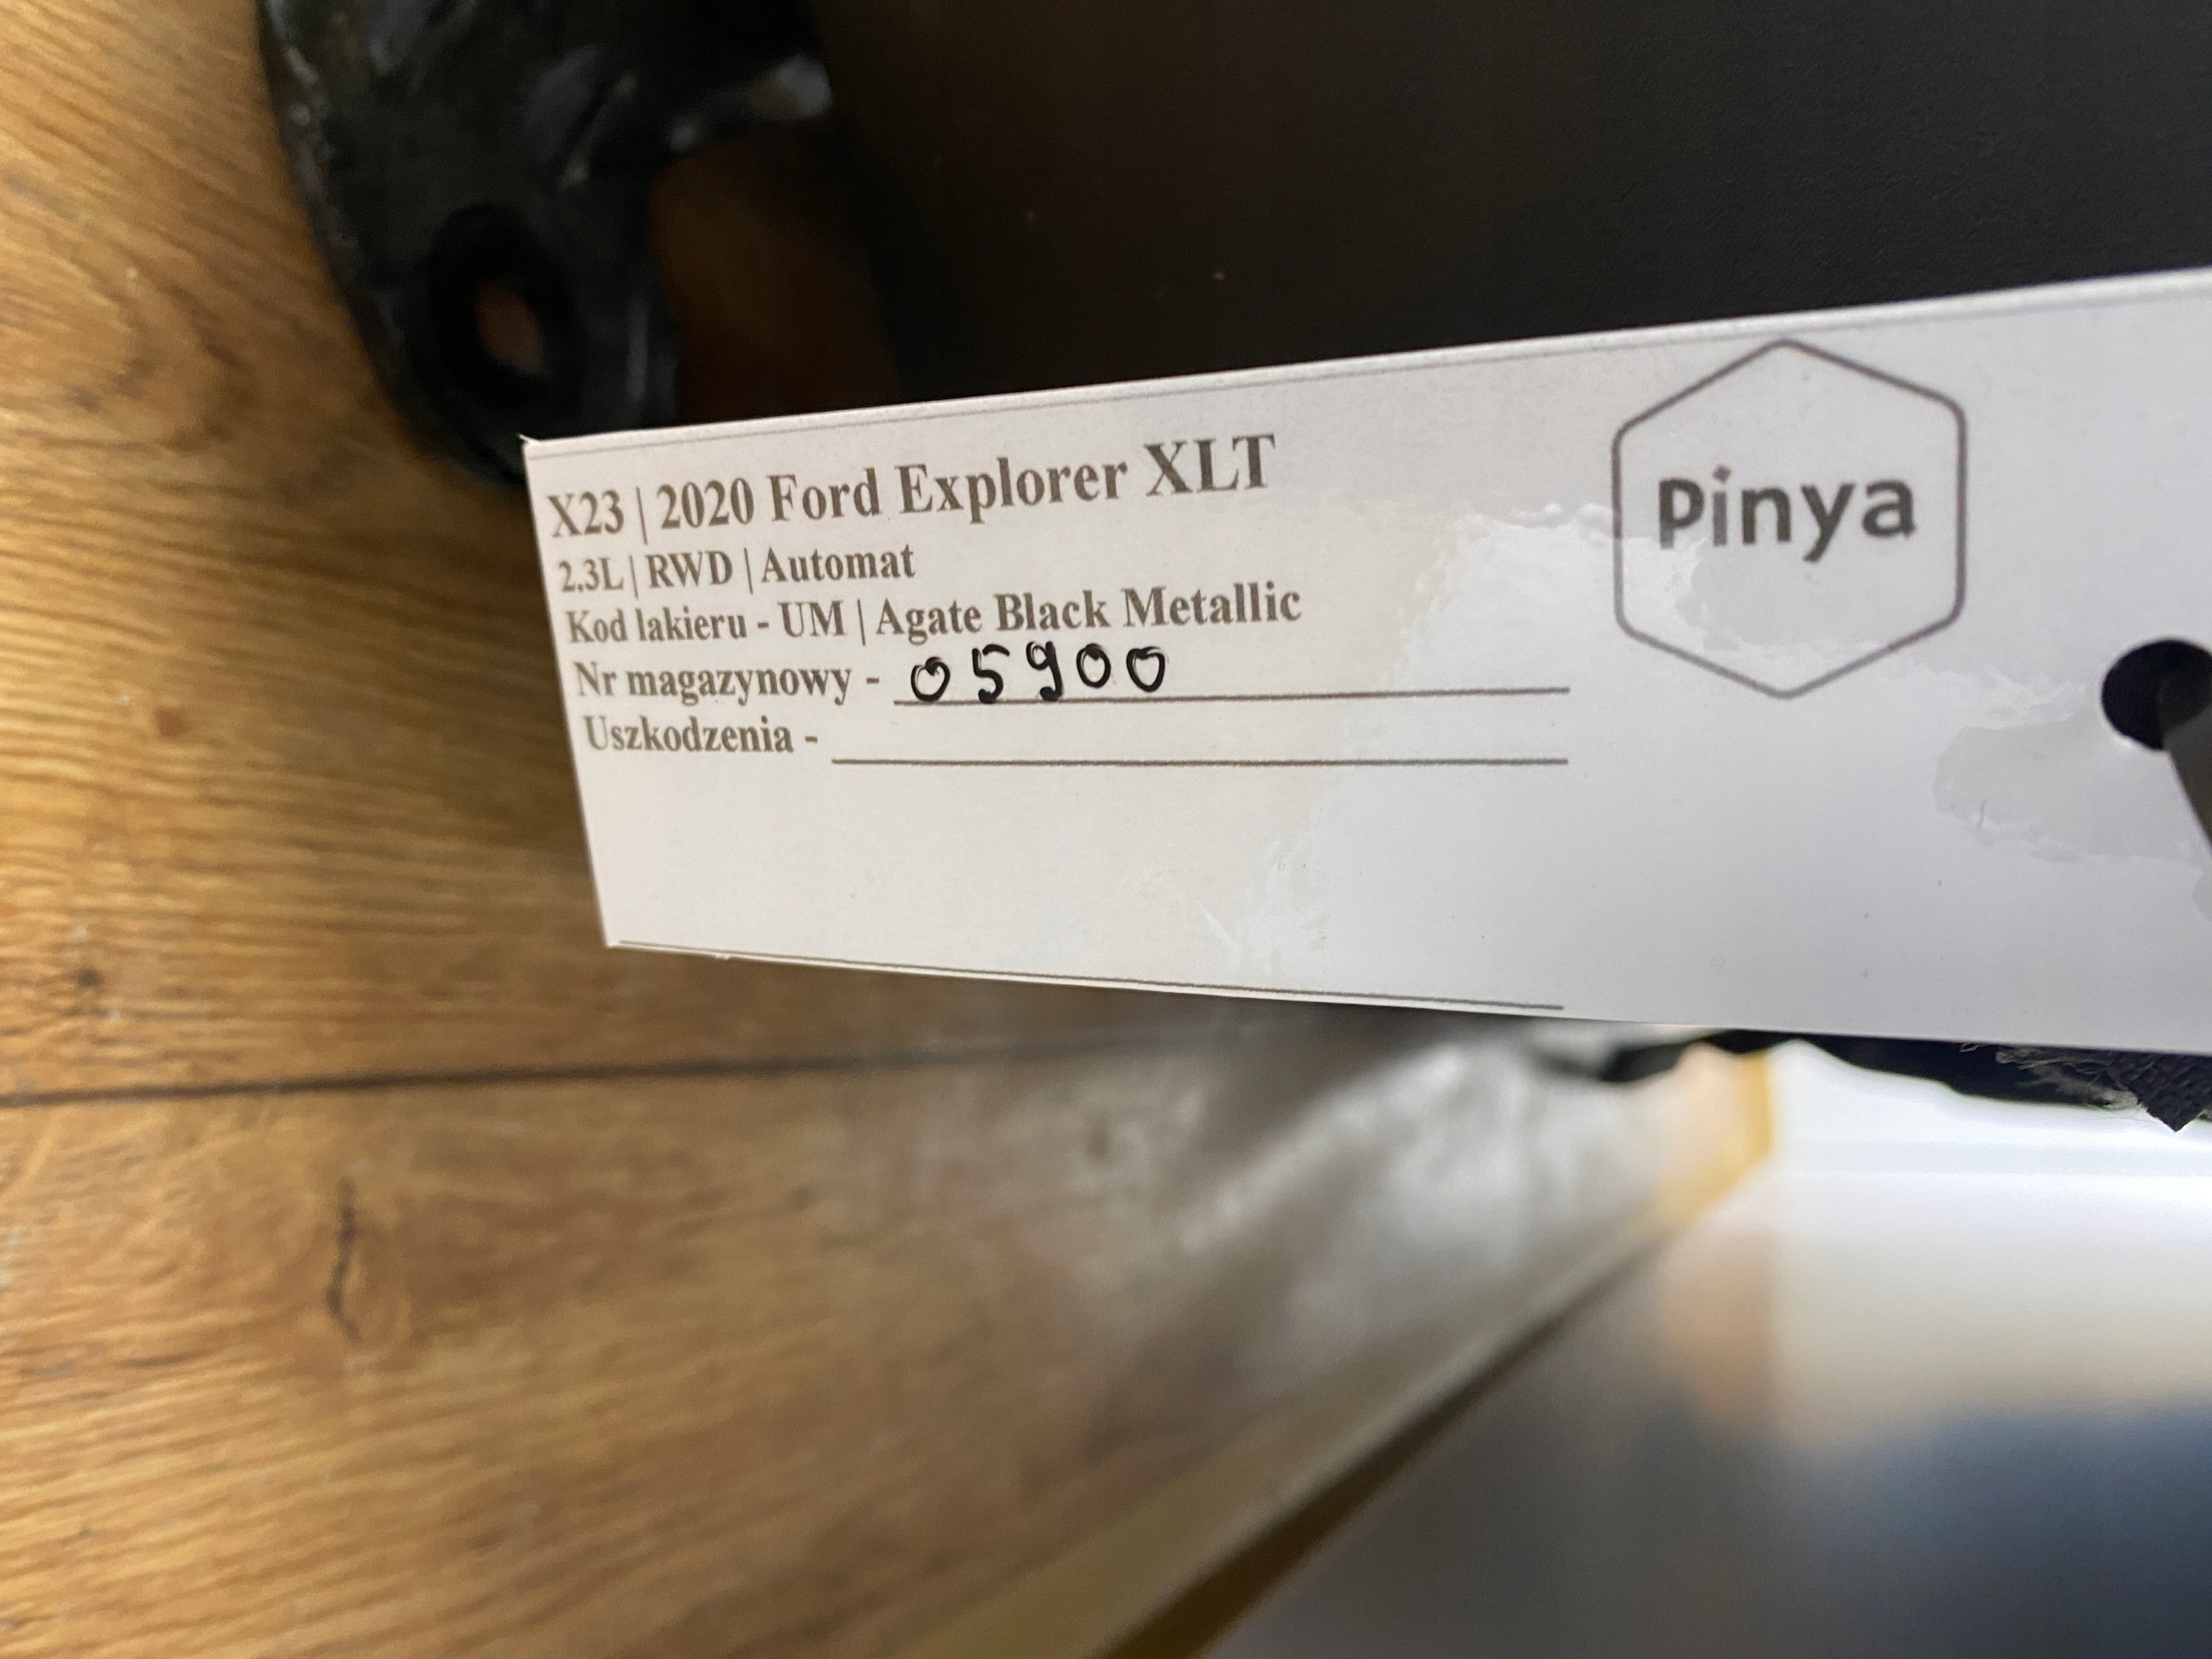 X23 | 2020 Ford Explorer XLT
2.3L | RWD | Automat
Kod lakieru - UM | Agate Black Metallic
Nr magazynowy - 05900
Uszkodzenia -
Pinya